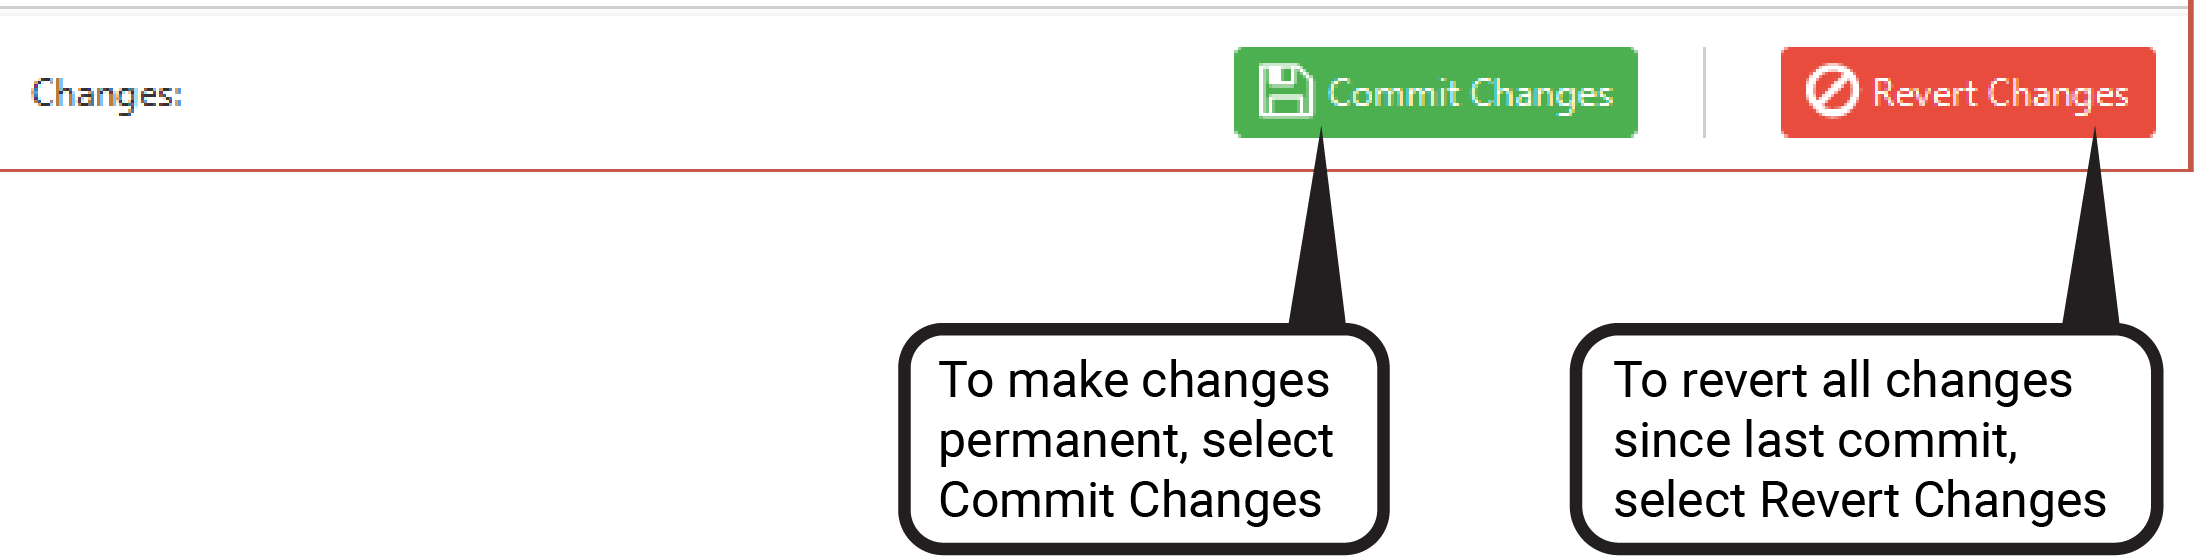 Changes:
Commit Changes
Revert Changes
To make changes
permanent, select
Commit Changes
To revert all changes
since last commit,
select Revert Changes